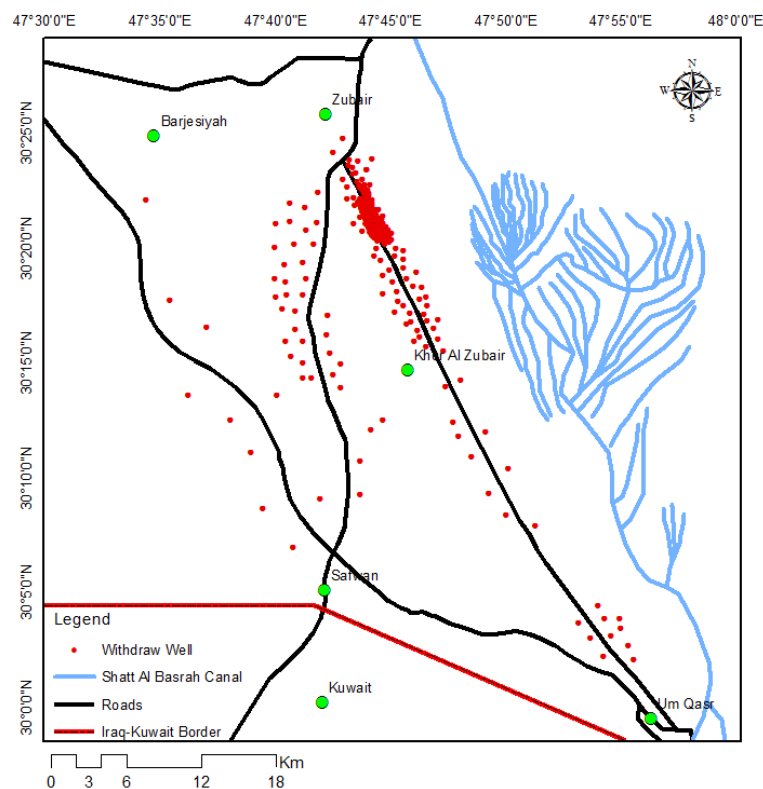 47°30'0"E 47°35'0"E 47°40'0"E 47°45'0"E 47°50'0"E 47°55'0"E 48°0'0"E
N
W E
S
30°25'0"N
30°20'0"N
30°15'0"N
30°10'0"N
30°5'0"N
30°0'0"N
Zubair
Barjesiyah
Khor Al Zubair
Safwan
Legend
Withdraw Well
Shatt Al Basrah Canal
Roads
Iraq-Kuwait Border
Kuwait
Um Qasr
Km
0 3 6 12 18